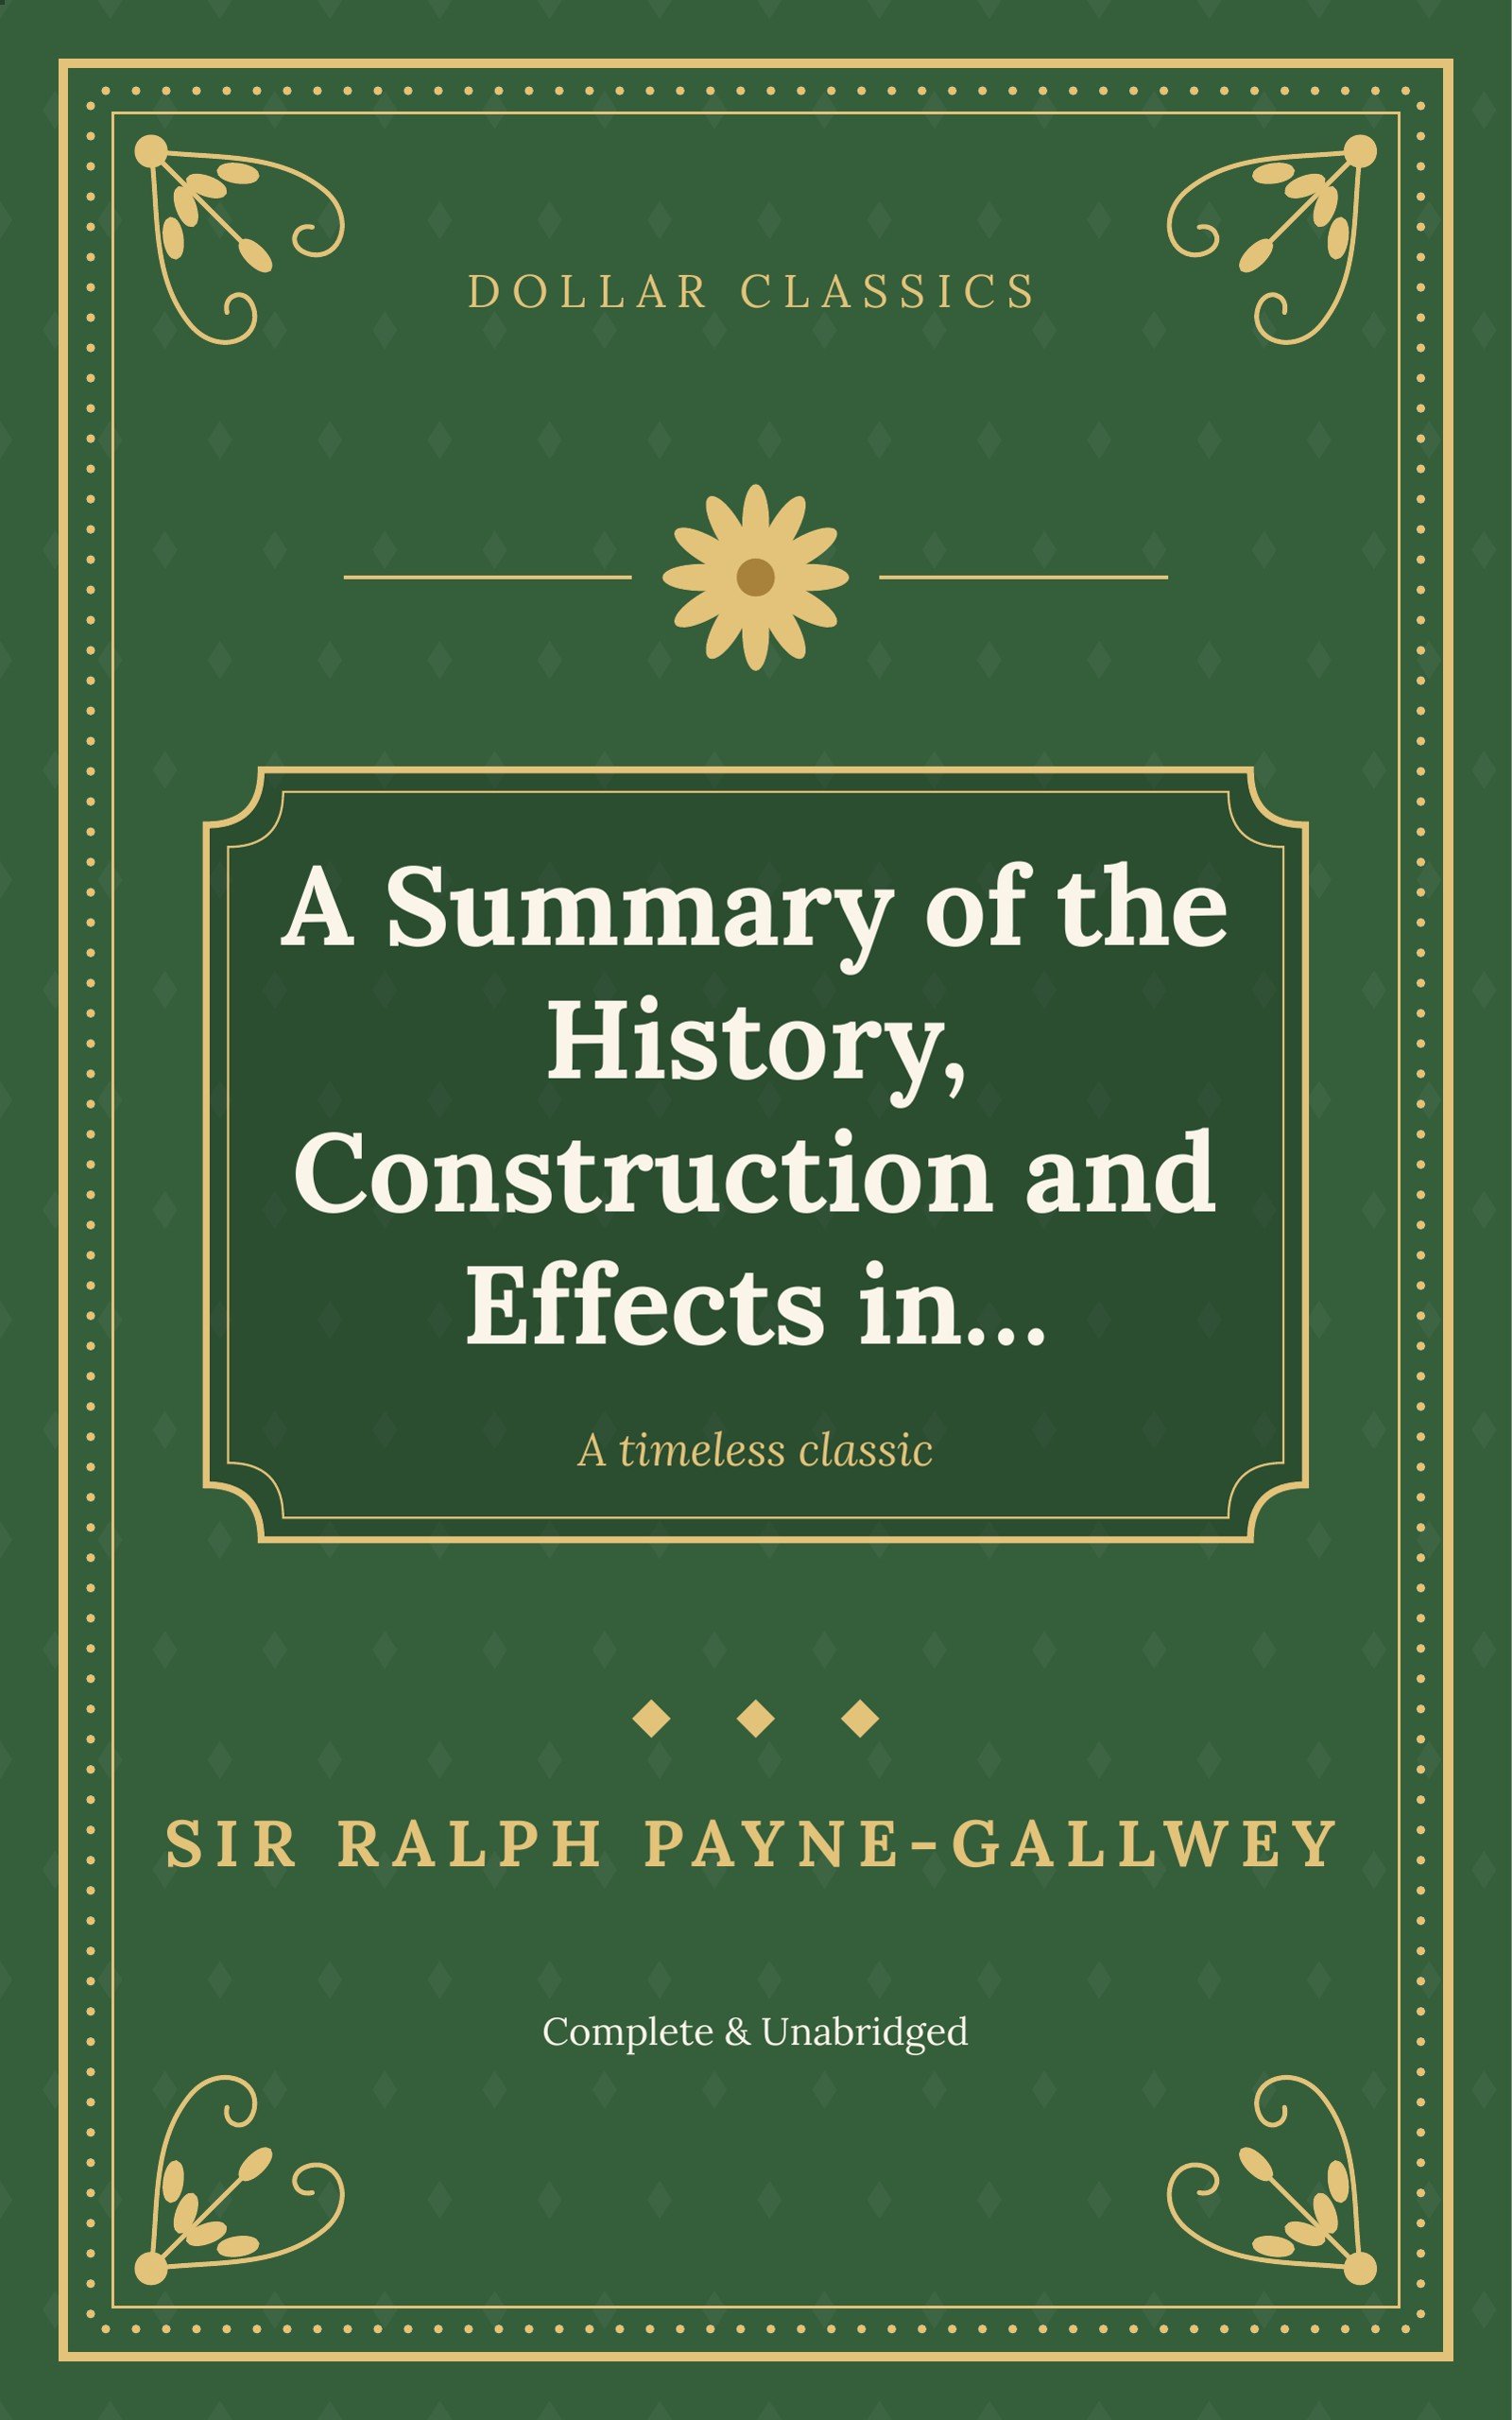 DOLLAR CLASSICS
A Summary of the
History,
Construction and
Effects in...
A timeless classic
SIR RALPH PAYNE-GALLWEY
Complete & Unabridged